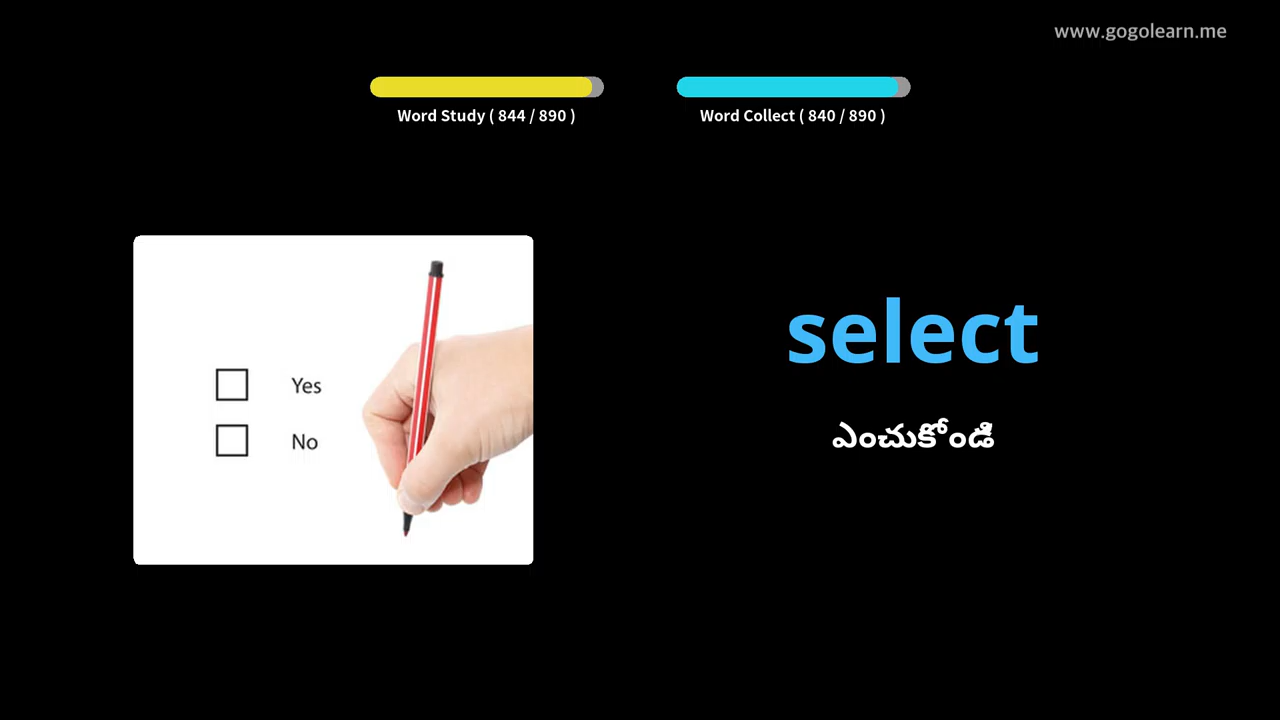 www.gogolearn.me
Word Study ( 844 / 890 )
Word Collect ( 840 / 890 )
Yes
No
select
ఎంచుకోండి